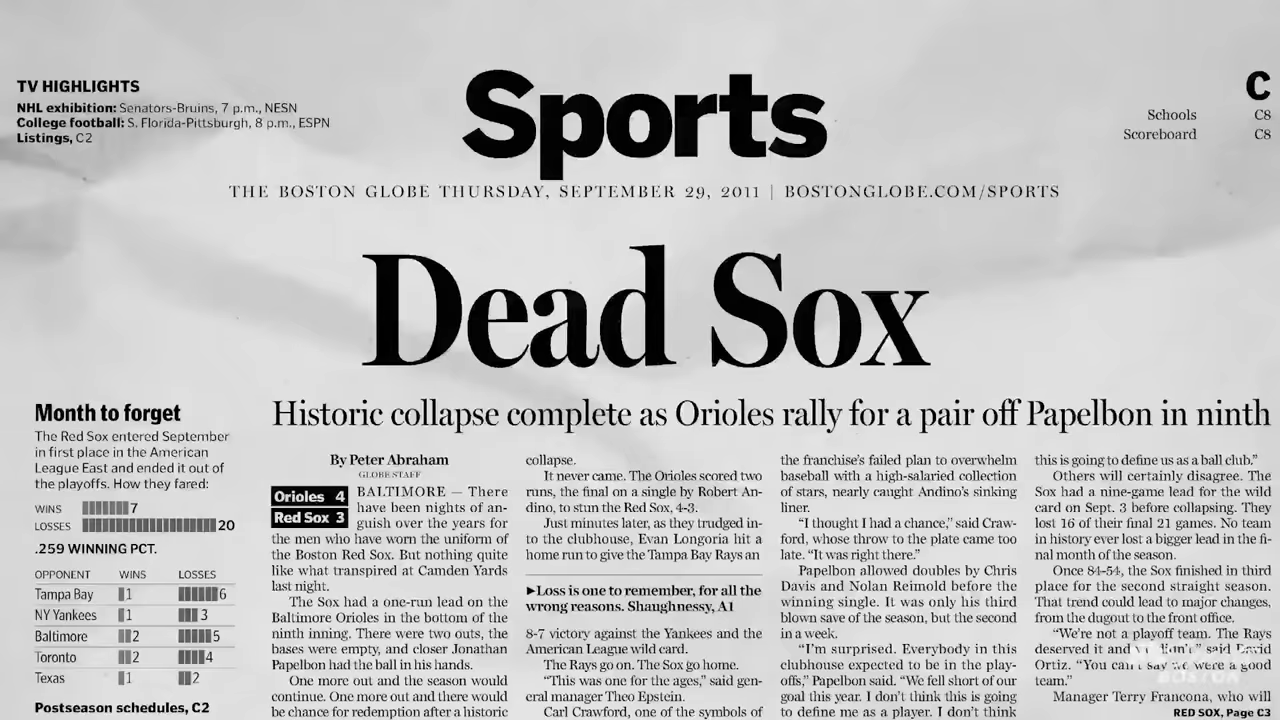 TV HIGHLIGHTS
NHL exhibition: Senators-Bruins, 7 p.m., NESN
College football: S. Florida-Pittsburgh, 8 p.m., ESPN
Listings, C2
Sports
C
Schools C8
Scoreboard C8
THE BOSTON GLOBE THURSDAY, SEPTEMBER 29, 2011 | BOSTONGLOBE.COM/SPORTS
Dead Sox
Historic collapse complete as Orioles rally for a pair off Papelbon in ninth
Month to forget
The Red Sox entered September
in first place in the American
League East and ended it out of
the playoffs. How they fared:
WINS 7
LOSSES 20
.259 WINNING PCT.
OPPONENT WINS LOSSES
Tampa Bay 1 6
NY Yankees 1 3
Baltimore 2 5
Toronto 2 4
Texas 1 2
Postseason schedules, C2
By Peter Abraham
GLOBE STAFF
Orioles 4
Red Sox 3
BALTIMORE — There
have been nights of an-
guish over the years for
the men who have worn the uniform of
the Boston Red Sox. But nothing quite
like what transpired at Camden Yards
last night.
The Sox had a one-run lead on the
Baltimore Orioles in the bottom of the
ninth inning. There were two outs, the
bases were empty, and closer Jonathan
Papelbon had the ball in his hands.
One more out and the season would
continue. One more out and there would
be chance for redemption after a historic
collapse.
It never came. The Orioles scored two
runs, the final on a single by Robert An-
dino, to stun the Red Sox, 4-3.
Just minutes later, as they trudged in-
to the clubhouse, Evan Longoria hit a
home run to give the Tampa Bay Rays an
▶Loss is one to remember, for all the
wrong reasons. Shaughnessy, A1
8-7 victory against the Yankees and the
American League wild card.
The Rays go on. The Sox go home.
“This was one for the ages,” said gen-
eral manager Theo Epstein.
Carl Crawford, one of the symbols of
the franchise’s failed plan to overwhelm
baseball with a high-salaried collection
of stars, nearly caught Andino’s sinking
liner.
“I thought I had a chance,” said Craw-
ford, whose throw to the plate came too
late. “It was right there.”
Papelbon allowed doubles by Chris
Davis and Nolan Reimold before the
winning single. It was only his third
blown save of the season, but the second
in a week.
“I’m surprised. Everybody in this
clubhouse expected to be in the play-
offs,” Papelbon said. “We fell short of our
goal this year. I don’t think this is going
to define me as a player. I don’t think
this is going to define us as a ball club.”
Others will certainly disagree. The
Sox had a nine-game lead for the wild
card on Sept. 3 before collapsing. They
lost 16 of their final 21 games. No team
in history ever lost a bigger lead in the fi-
nal month of the season.
Once 84-54, the Sox finished in third
place for the second straight season.
That trend could lead to major changes,
from the dugout to the front office.
“We’re not a playoff team. The Rays
deserved it and we didn’t” said David
Ortiz. “You can’t say we were a good
team.”
Manager Terry Francona, who will
RED SOX, Page C3
BOSTON